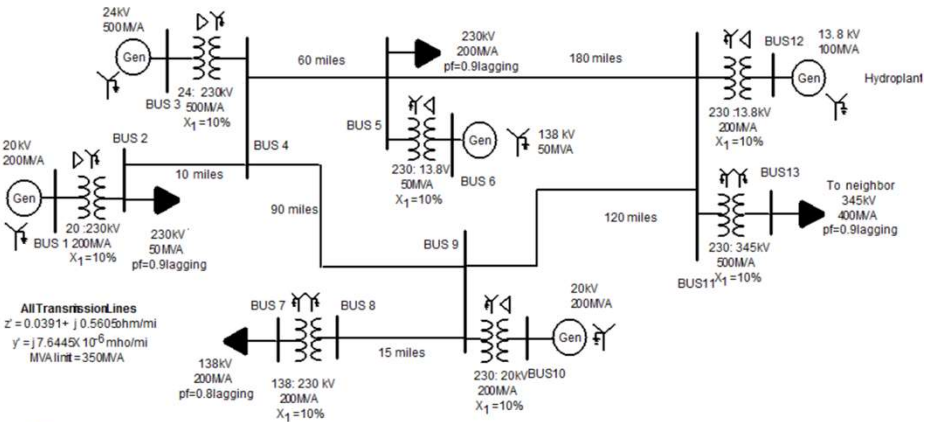 24kV
500MVA
Gen
BUS 3
24: 230kV
500MVA
X1=10%
20kV
200MVA
Gen
BUS 1
BUS 2
20 :230kV
200MVA
X1=10%
10 miles
230kV
50MVA
pf=0.9lagging
BUS 4
60 miles
90 miles
BUS 5
230kV
200MVA
pf=0.9lagging
230: 13.8V
50MVA
X1=10%
Gen
BUS 6
138 kV
50MVA
180 miles
BUS12
13.8 kV
100MVA
Gen
Hydroplant
230 :13.8kV
200MVA
X1=10%
BUS13
To neighbor
345kV
400MVA
pf=0.9lagging
230: 345kV
500MVA
X1=10%
BUS11
120 miles
BUS 9
20kV
200MVA
Gen
BUS10
230: 20kV
200MVA
X1=10%
15 miles
BUS 7
BUS 8
138kV
200MVA
pf=0.8lagging
138: 230 kV
200MVA
X1=10%
All Transmission Lines
z' = 0.0391+ j 0.5605ohm/mi
y' = j7.6445X 10-6 mho/mi
MVA limit = 350MVA